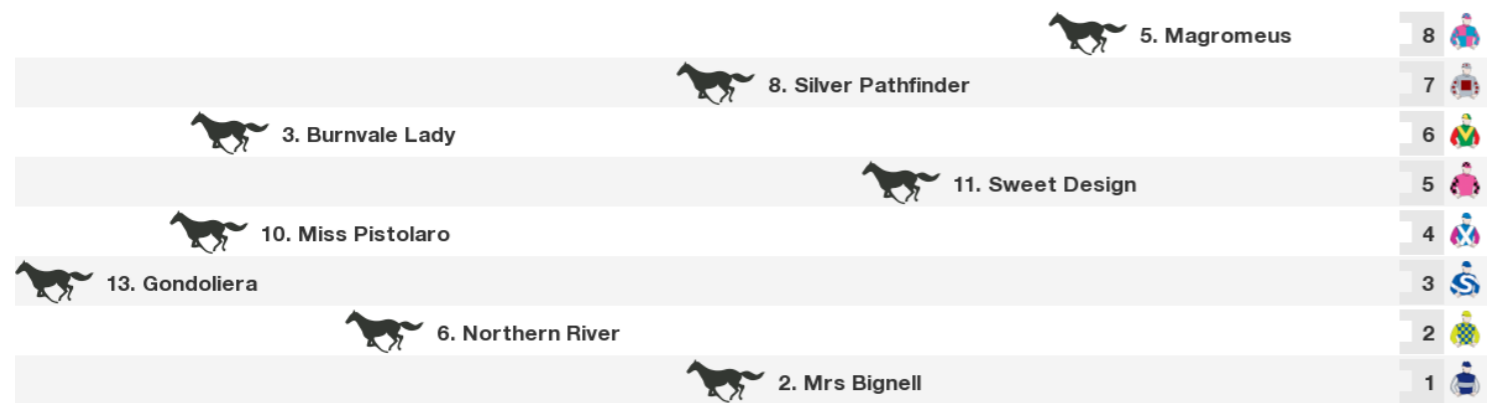 5. Magromeus 8
8. Silver Pathfinder 7
3. Burnvale Lady 6
11. Sweet Design 5
10. Miss Pistolaro 4
13. Gondoliera 3
6. Northern River 2
2. Mrs Bignell 1